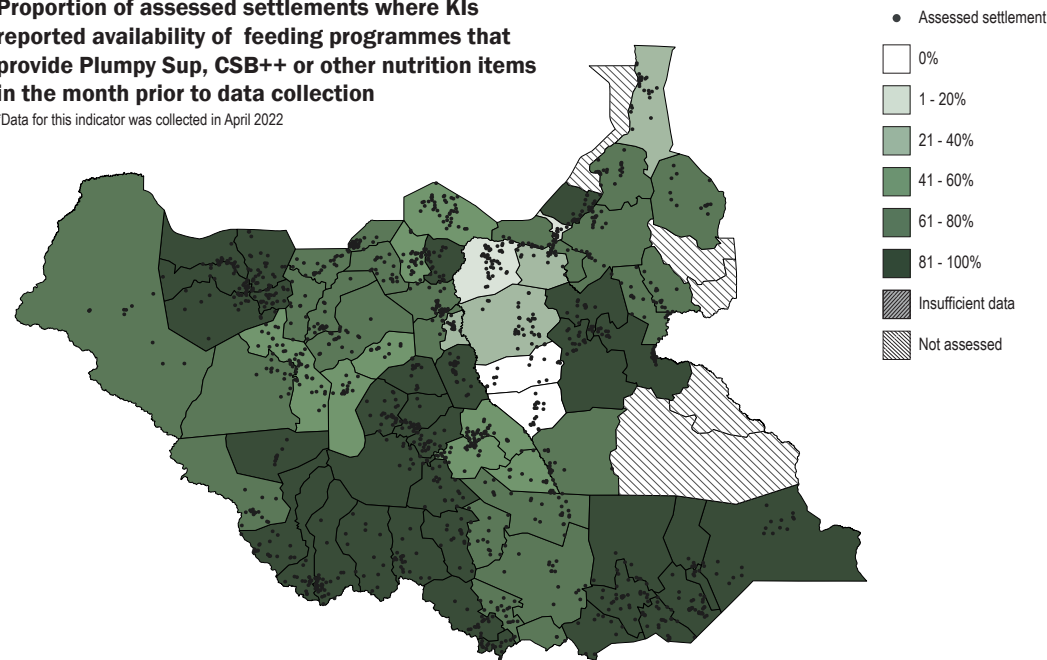 Proportion of assessed settlements where KIs
reported availability of feeding programmes that
provide Plumpy Sup, CSB++ or other nutrition items
in the month prior to data collection
*Data for this indicator was collected in April 2022
Assessed settlement
0%
1 - 20%
21 - 40%
41 - 60%
61 - 80%
81 - 100%
Insufficient data
Not assessed